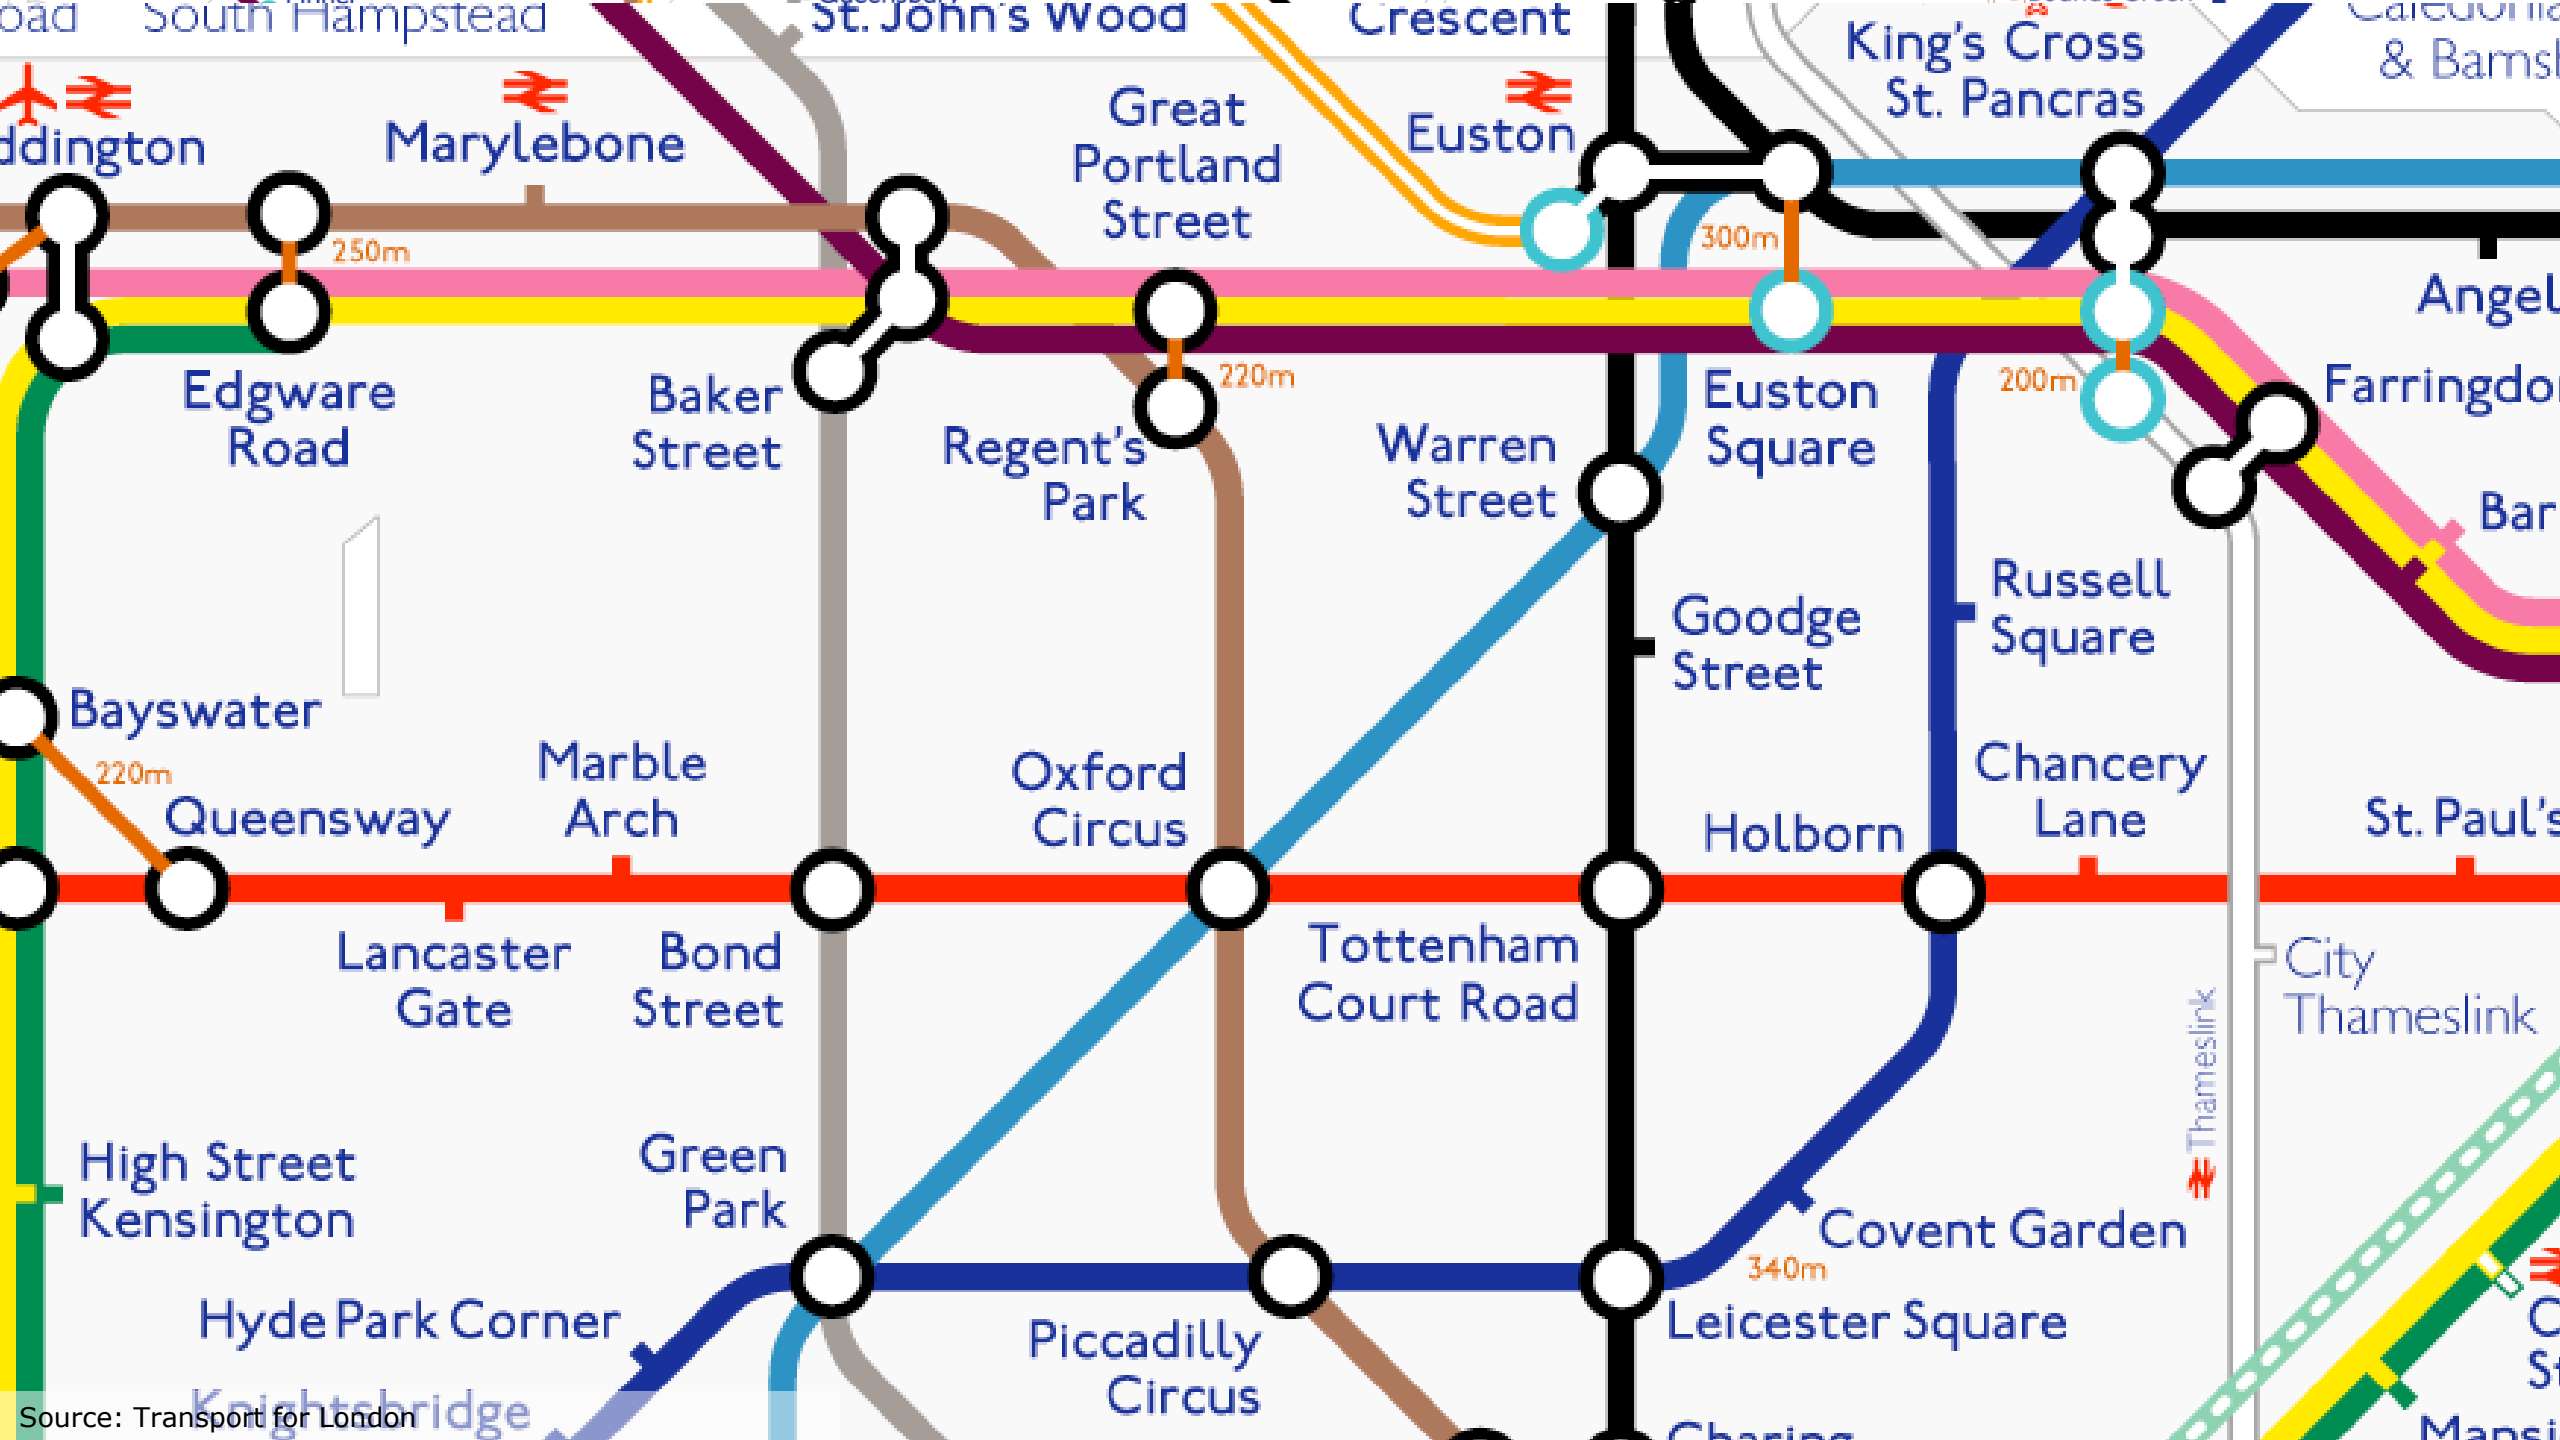 South Hampstead
St. John's Wood
Crescent
King's Cross
St. Pancras
& Barnsb
Marylebone
Great
Portland
Street
Euston
250m
300m
Angel
Edgware
Road
Baker
Street
220m
Regent's
Park
Warren
Street
Euston
Square
200m
Farringdon
Bar
Russell
Square
Goodge
Street
Bayswater
220m
Queensway
Marble
Arch
Oxford
Circus
Holborn
Chancery
Lane
St. Paul's
Lancaster
Gate
Bond
Street
Tottenham
Court Road
City
Thameslink
Thameslink
High Street
Kensington
Green
Park
Covent Garden
340m
Hyde Park Corner
Piccadilly
Circus
Leicester Square
Knightsbridge
Source: Transport for London